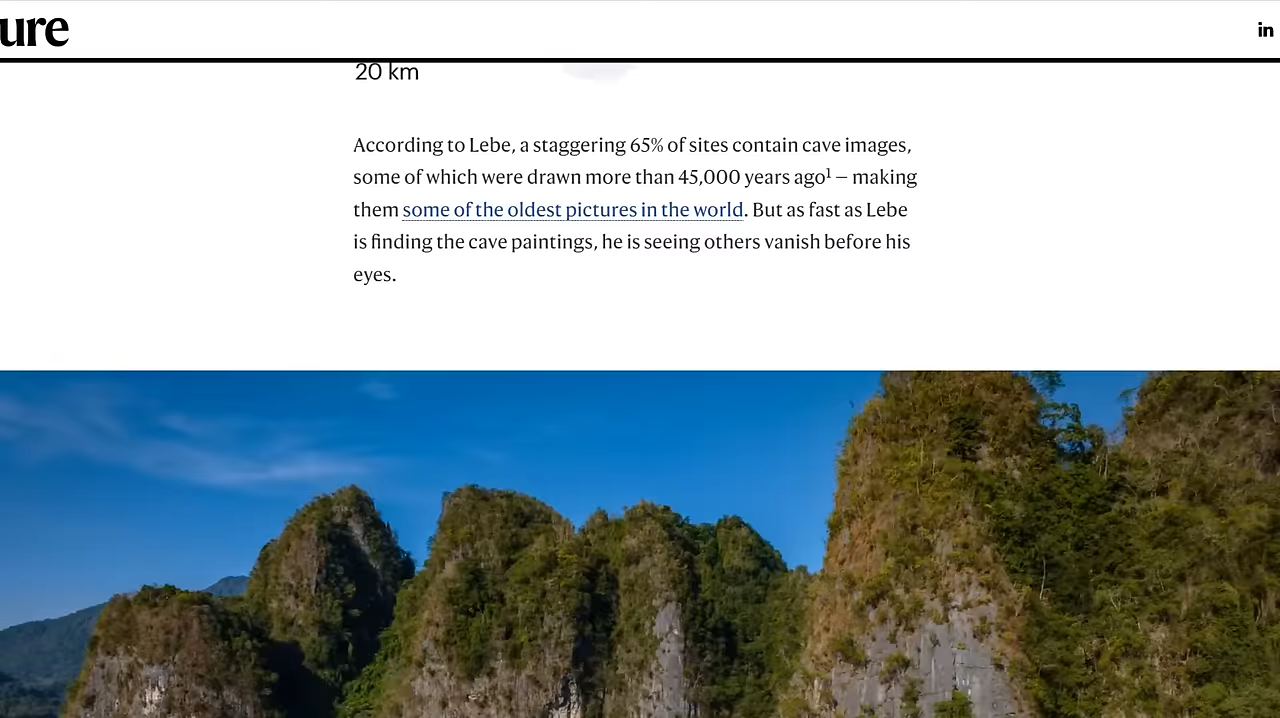 ure
in
20 km
According to Lebe, a staggering 65% of sites contain cave images,
some of which were drawn more than 45,000 years ago¹ – making
them some of the oldest pictures in the world. But as fast as Lebe
is finding the cave paintings, he is seeing others vanish before his
eyes.